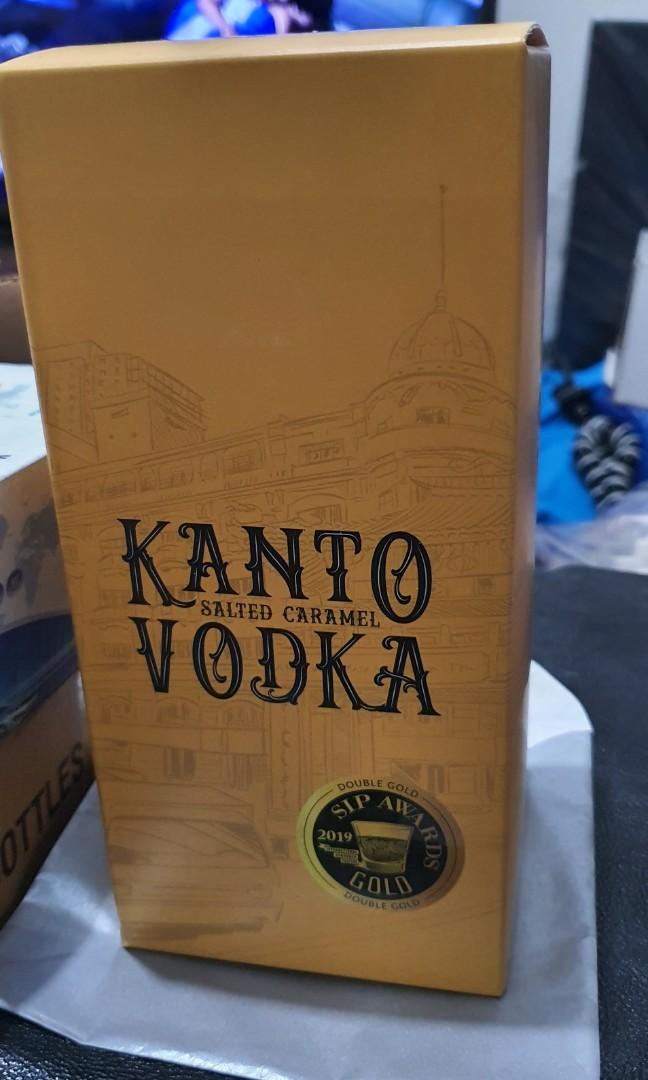 KANTO
SALTED CARAMEL
VODKA
DOUBLE GOLD
SIP AWARDS
2019
GOLD
DOUBLE GOLD
OTTLES